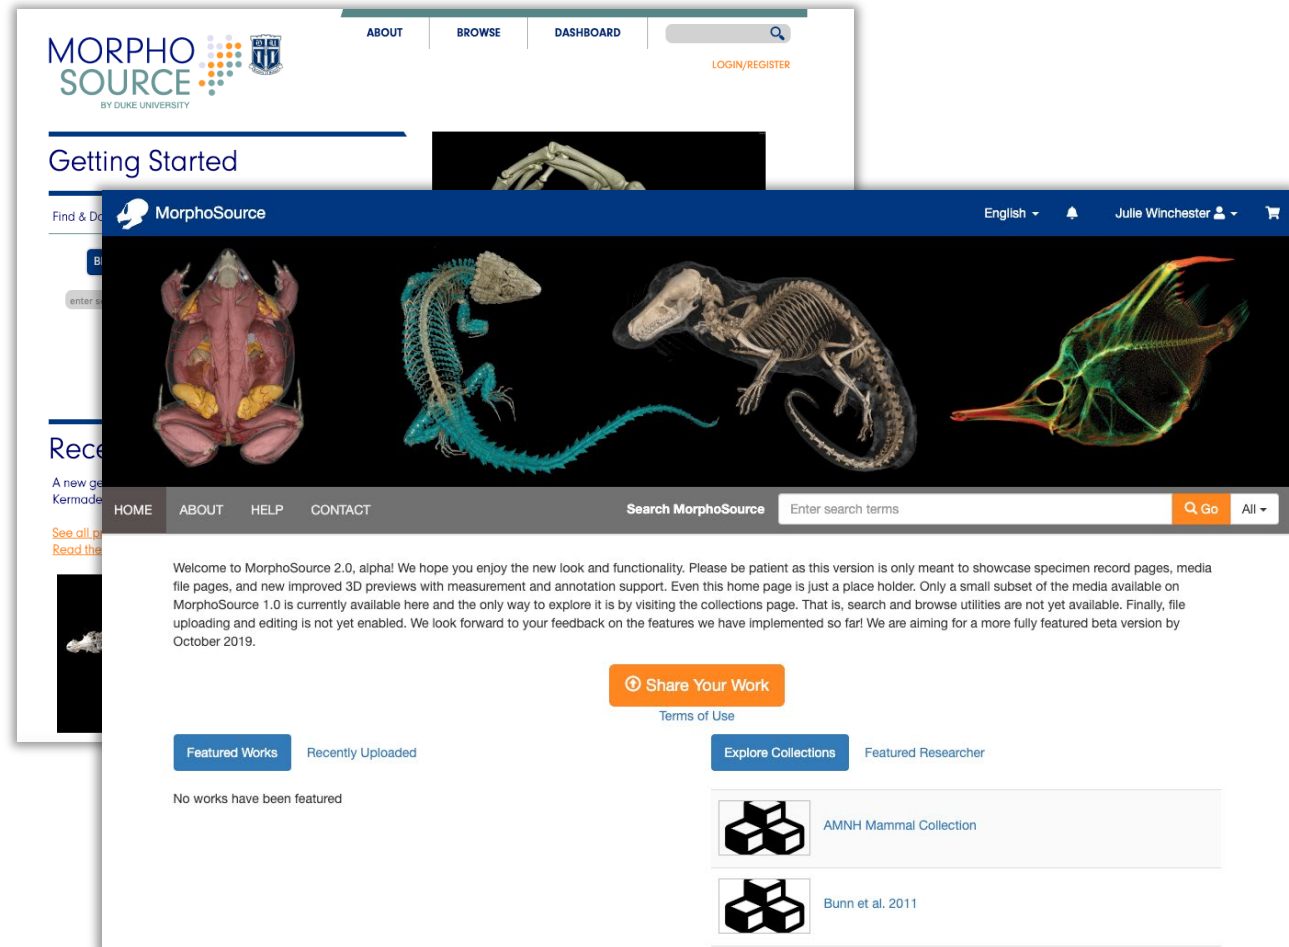 MORPHO
SOURCE
BY DUKE UNIVERSITY
ABOUT
BROWSE
DASHBOARD
LOGIN/REGISTER
Getting Started
Find &
Rece
A new ge
Kermade
See all p
Read the
MorphoSource
English
Julie Winchester
HOME
ABOUT
HELP
CONTACT
Search MorphoSource
Enter search terms
Go
All
Welcome to MorphoSource 2.0, alpha! We hope you enjoy the new look and functionality. Please be patient as this version is only meant to showcase specimen record pages, media
file pages, and new improved 3D previews with measurement and annotation support. Even this home page is just a place holder. Only a small subset of the media available on
MorphoSource 1.0 is currently available here and the only way to explore it is by visiting the collections page. That is, search and browse utilities are not yet available. Finally, file
uploading and editing is not yet enabled. We look forward to your feedback on the features we have implemented so far! We are aiming for a more fully featured beta version by
October 2019.
Share Your Work
Terms of Use
Featured Works
Recently Uploaded
Explore Collections
Featured Researcher
No works have been featured
AMNH Mammal Collection
Bunn et al. 2011